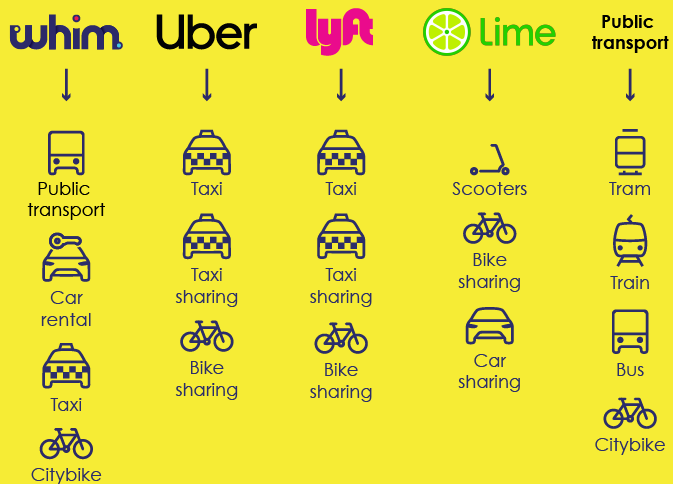 whim.
Uber
lyft
Lime
Public
transport
Public
transport
Car
rental
Taxi
Citybike
Taxi
Taxi
sharing
Bike
sharing
Taxi
Taxi
sharing
Bike
sharing
Scooters
Bike
sharing
Car
sharing
Tram
Train
Bus
Citybike